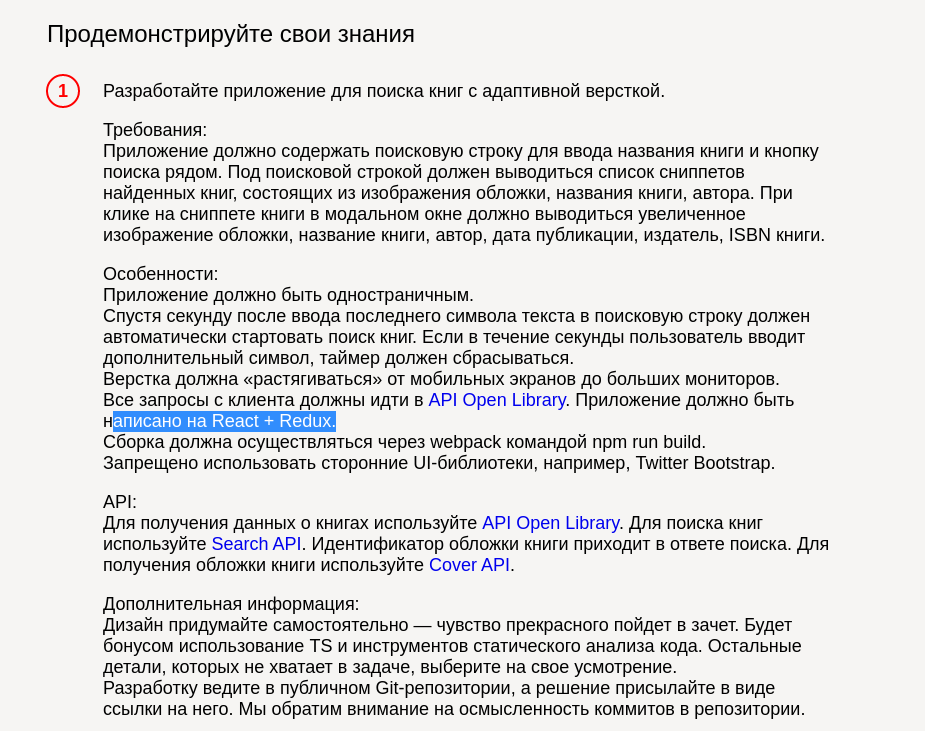 Продемонстрируйте свои знания
1
Разработайте приложение для поиска книг с адаптивной версткой.
Требования:
Приложение должно содержать поисковую строку для ввода названия книги и кнопку
поиска рядом. Под поисковой строкой должен выводиться список сниппетов
найденных книг, состоящих из изображения обложки, названия книги, автора. При
клике на сниппете книги в модальном окне должно выводиться увеличенное
изображение обложки, название книги, автор, дата публикации, издатель, ISBN книги.
Особенности:
Приложение должно быть одностраничным.
Спустя секунду после ввода последнего символа текста в поисковую строку должен
автоматически стартовать поиск книг. Если в течение секунды пользователь вводит
дополнительный символ, таймер должен сбрасываться.
Верстка должна «растягиваться» от мобильных экранов до больших мониторов.
Все запросы с клиента должны идти в API Open Library. Приложение должно быть
написано на React + Redux.
Сборка должна осуществляться через webpack командой npm run build.
Запрещено использовать сторонние UI-библиотеки, например, Twitter Bootstrap.
API:
Для получения данных о книгах используйте API Open Library. Для поиска книг
используйте Search API. Идентификатор обложки книги приходит в ответе поиска. Для
получения обложки книги используйте Cover API.
Дополнительная информация:
Дизайн придумайте самостоятельно — чувство прекрасного пойдет в зачет. Будет
бонусом использование TS и инструментов статического анализа кода. Остальные
детали, которых не хватает в задаче, выберите на свое усмотрение.
Разработку ведите в публичном Git-репозитории, а решение присылайте в виде
ссылки на него. Мы обратим внимание на осмысленность коммитов в репозитории.